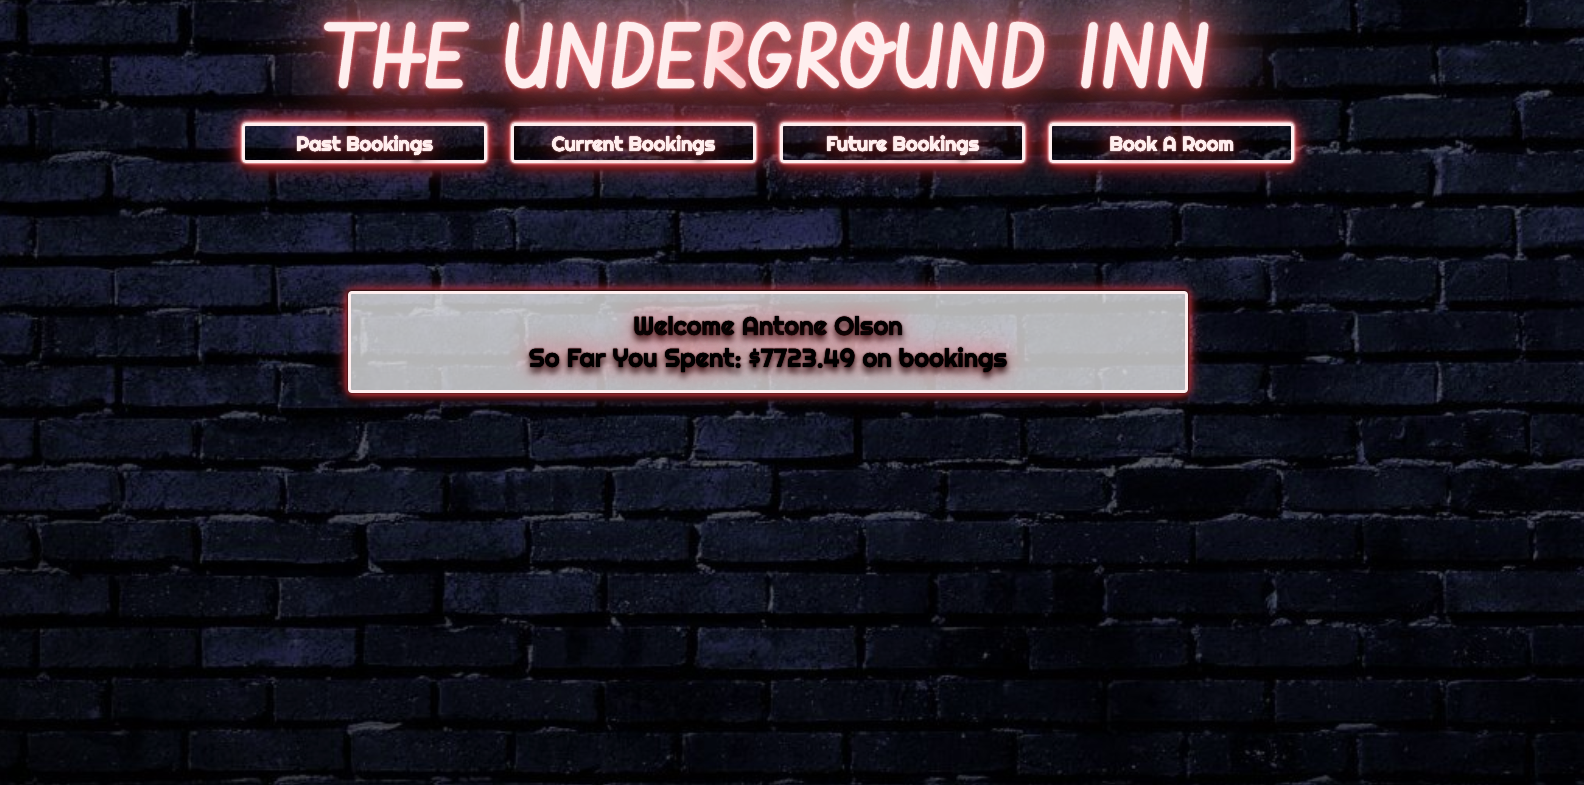 THE UNDERGROUND INN
Past Bookings
Current Bookings
Future Bookings
Book A Room
Welcome Antone Olson
So Far You Spent: $7723.49 on bookings